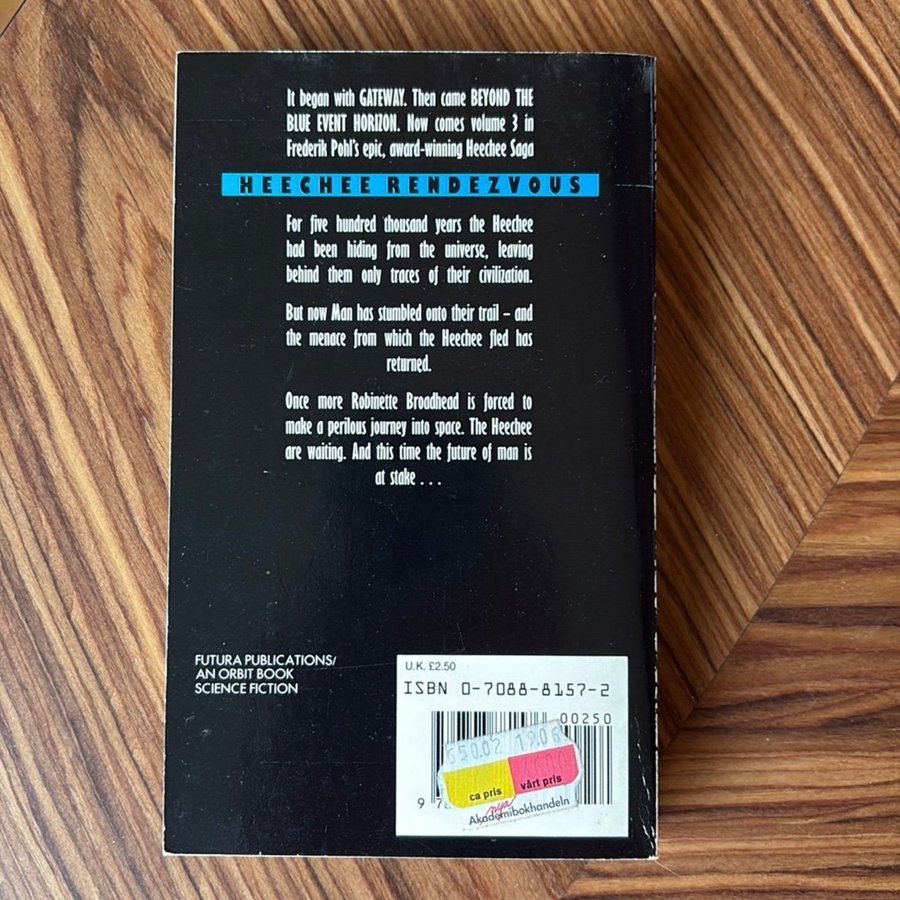 It began with GATEWAY. Then came BEYOND THE
BLUE EVENT HORIZON. Now comes volume 3 in
Frederik Pohl's epic, award-winning Heechee Saga
HEECHEE RENDEZVOUS
For five hundred thousand years the Heechee
had been hiding from the universe, leaving
behind them only traces of their civilization.
But now Man has stumbled onto their trail – and
the menace from which the Heechee fled has
returned.
Once more Robinette Broadhead is forced to
make a perilous journey into space. The Heechee
are waiting. And this time the future of man is
at stake . . .
FUTURA PUBLICATIONS/
AN ORBIT BOOK
SCIENCE FICTION
U.K. £2.50
ISBN 0-7088-8157-2
00250
ca pris
vårt pris
nya
Akademibokhandeln
9